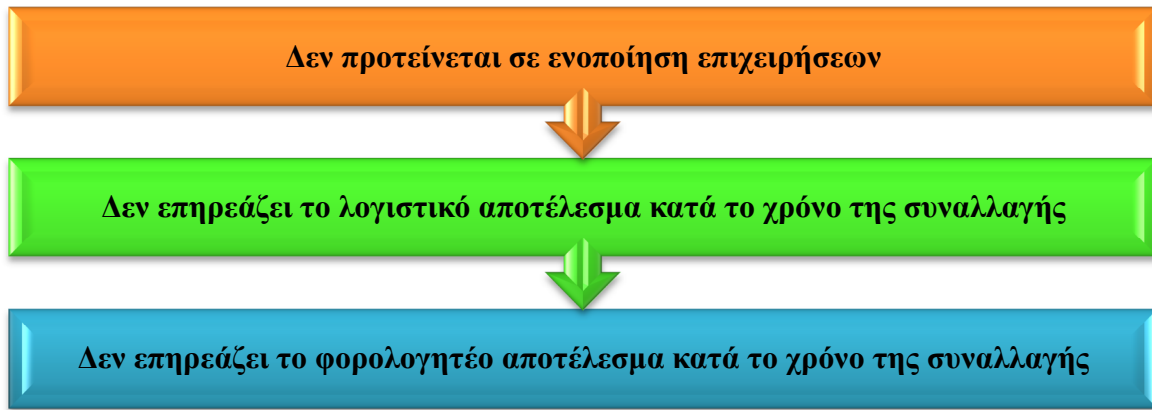 Δεν προτείνεται σε ενοποίηση επιχειρήσεων
Δεν επηρεάζει το λογιστικό αποτέλεσμα κατά το χρόνο της συναλλαγής
Δεν επηρεάζει το φορολογητέο αποτέλεσμα κατά το χρόνο της συναλλαγής